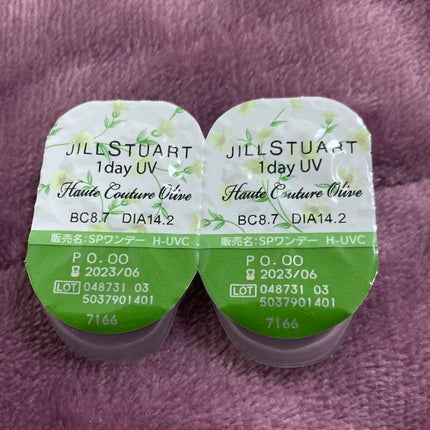 JILLSTUART
1day UV
Haute Couture Olive
BC8.7 DIA14.2
販売名:SPワンデー H-UVC
P 0.00
2023/06
LOT 048731 03
5037901401
7166
JILLSTUART
1day UV
Haute Couture Olive
BC8.7 DIA14.2
販売名:SPワンデー H-UVC
P 0.00
2023/06
LOT 048731 03
5037901401
7166